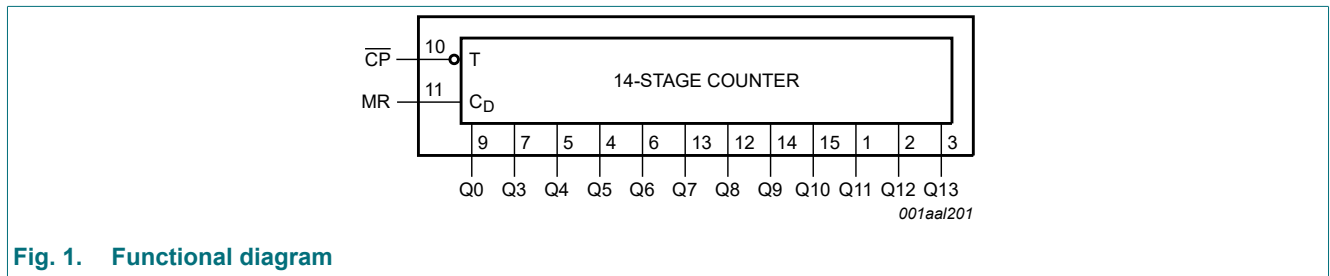 CP 10 T
14-STAGE COUNTER
MR 11 CD
9 7 5 4 6 13 12 14 15 1 2 3
Q0 Q3 Q4 Q5 Q6 Q7 Q8 Q9 Q10 Q11 Q12 Q13
001aal201
Fig. 1. Functional diagram